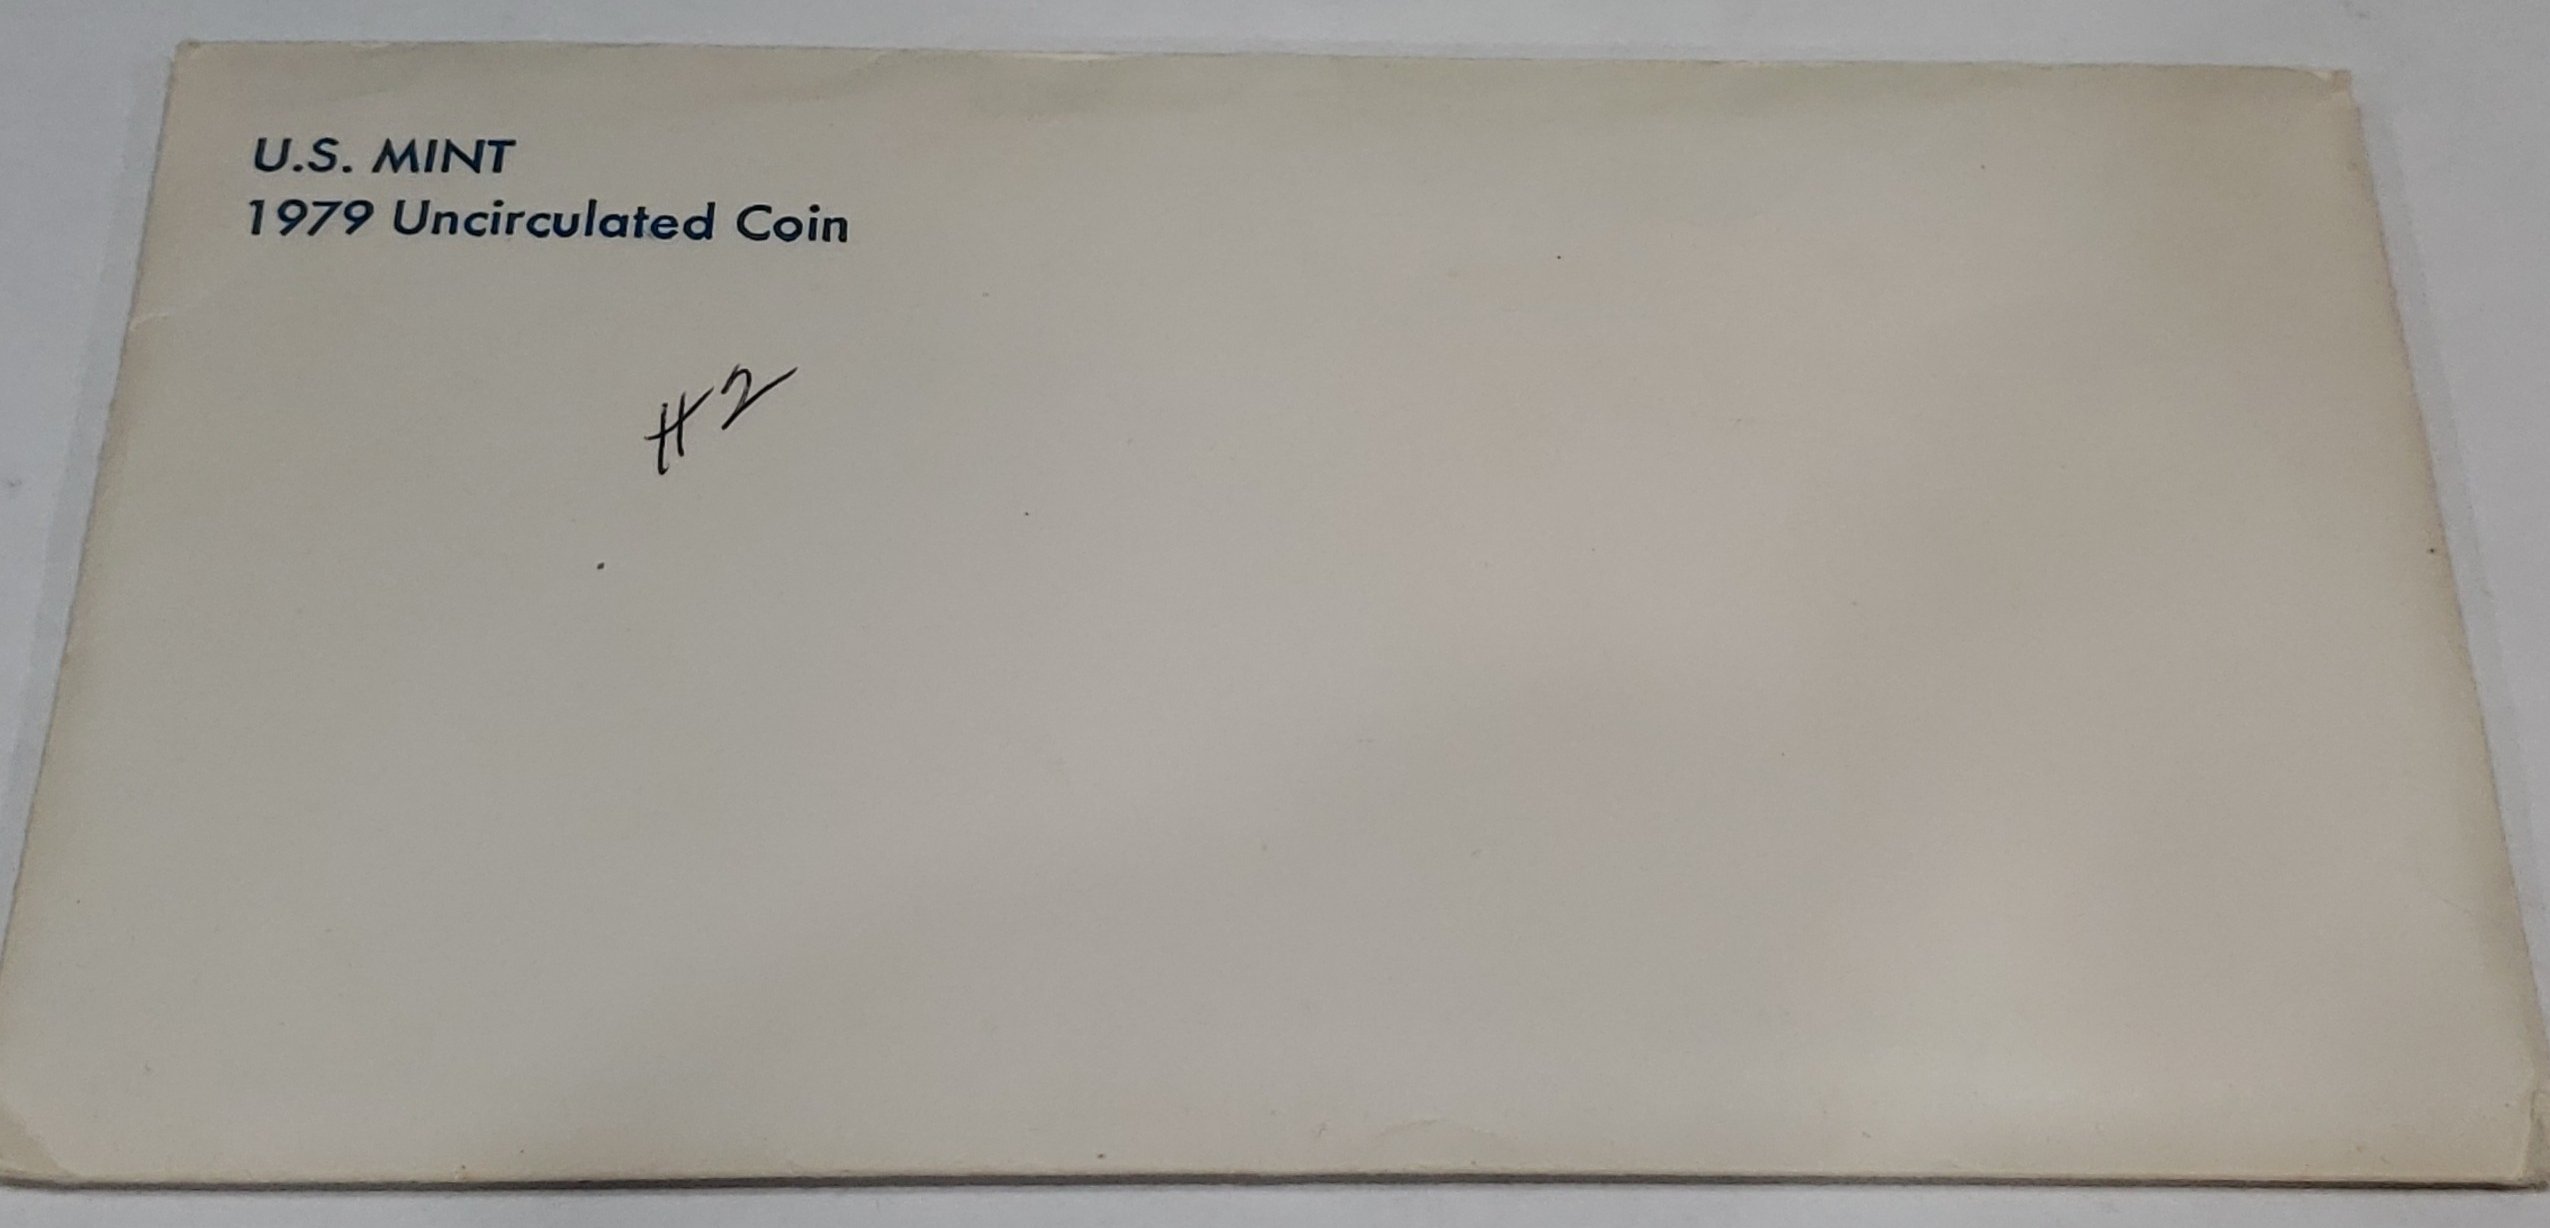 U.S. MINT
1979 Uncirculated Coin
#2